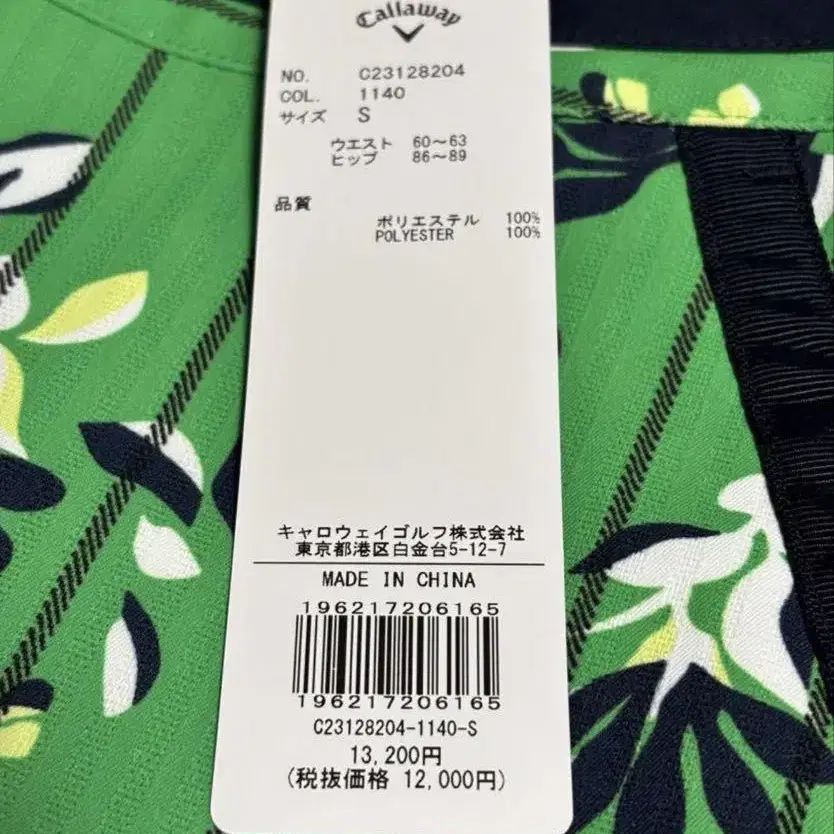 Callaway
NO. C23128204
COL. 1140
サイズ S
ウエスト 60～63
ヒップ 86～89
品質
ポリエステル 100%
POLYESTER 100%
キャロウェイゴルフ株式会社
東京都港区白金台5-12-7
MADE IN CHINA
196217206165
196217206165
C23128204-1140-S
13,200円
(税抜価格 12,000円)